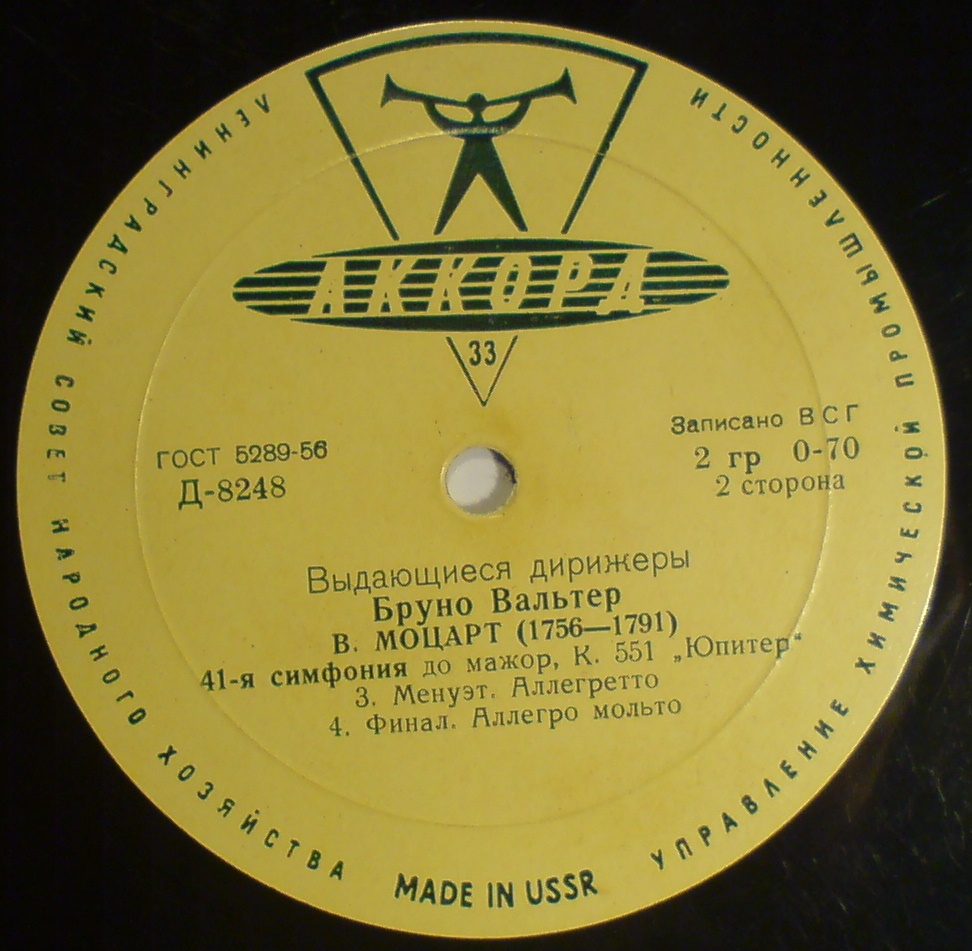 ЛЕНИНГРАДСКИЙ СОВЕТ НАРОДНОГО ХОЗЯЙСТВА
УПРАВЛЕНИЕ ХИМИЧЕСКОЙ ПРОМЫШЛЕННОСТИ
АККОРД
33
ГОСТ 5289-56
Д-8248
Записано ВСГ
2 гр 0-70
2 сторона
Выдающиеся дирижеры
Бруно Вальтер
В. МОЦАРТ (1756—1791)
41-я симфония до мажор, К. 551 „Юпитер“
3. Менуэт. Аллегретто
4. Финал. Аллегро мольто
MADE IN USSR